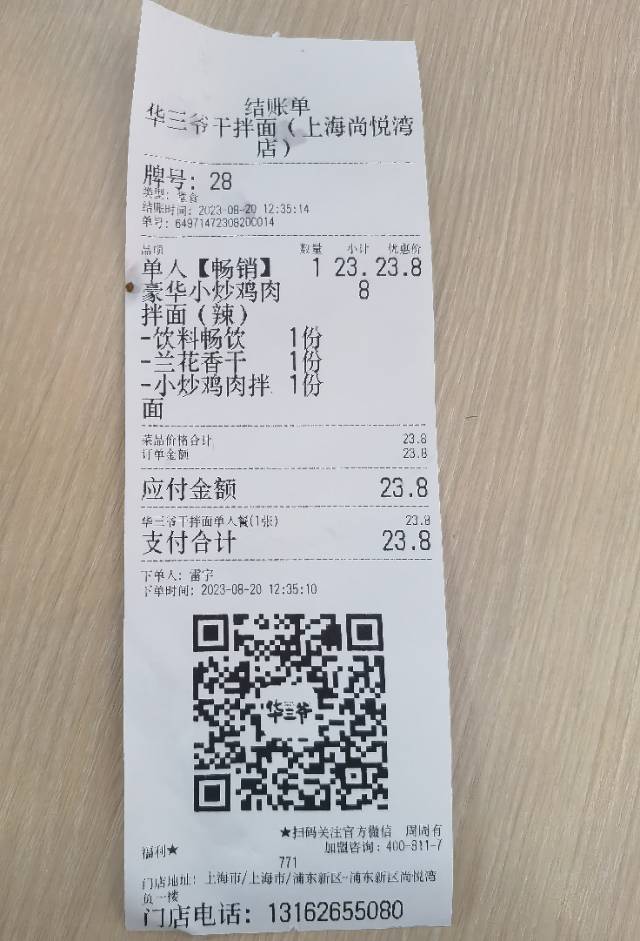 结账单
华三爷干拌面（上海尚悦湾
店）
牌号：28
类型：堂食
结账时间：2023-08-20 12:35:14
单号：64971472308200014
品项 数量 小计 优惠价
单人【畅销】 1 23. 23.8
豪华小炒鸡肉 8
拌面（辣）
-饮料畅饮 1份
-兰花香干 1份
-小炒鸡肉拌 1份
面
菜品价格合计 23.8
订单金额 23.8
应付金额 23.8
华三爷干拌面单人餐(1张) 23.8
支付合计 23.8
下单人：雷宇
下单时间：2023-08-20 12:35:10
华三爷
★扫码关注官方微信 周周有
福利★ 加盟咨询：400-811-7
771
门店地址：上海市/上海市/浦东新区-浦东新区尚悦湾
负一楼
门店电话：13162655080